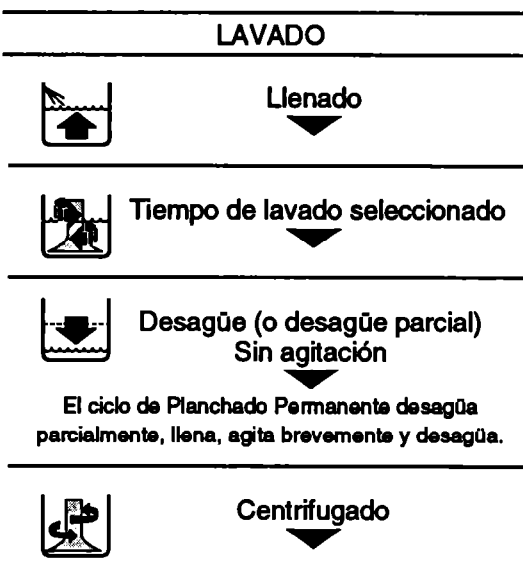 LAVADO
Llenado
Tiempo de lavado seleccionado
Desagüe (o desagüe parcial)
Sin agitación
El ciclo de Planchado Permanente desagüa
parcialmente, llena, agita brevemente y desagüa.
Centrifugado